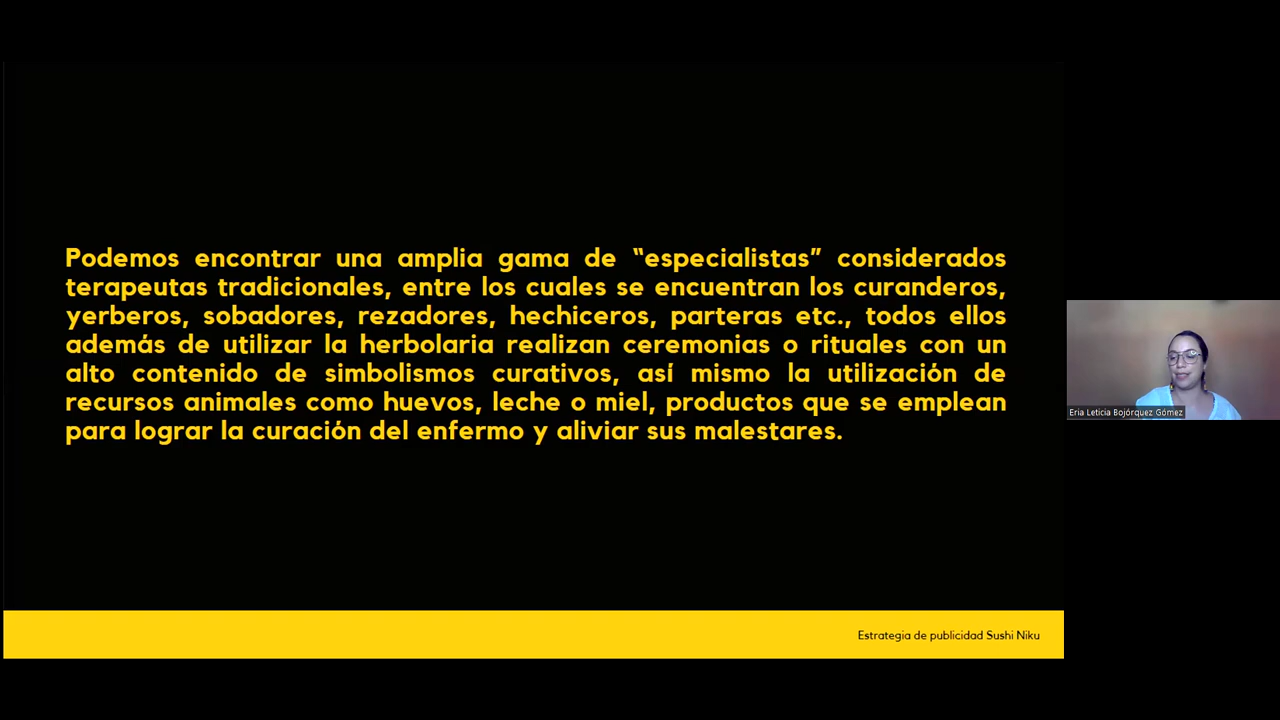 Podemos encontrar una amplia gama de “especialistas” considerados
terapeutas tradicionales, entre los cuales se encuentran los curanderos,
yerberos, sobadores, rezadores, hechiceros, parteras etc., todos ellos
además de utilizar la herbolaria realizan ceremonias o rituales con un
alto contenido de simbolismos curativos, así mismo la utilización de
recursos animales como huevos, leche o miel, productos que se emplean
para lograr la curación del enfermo y aliviar sus malestares.
Eria Leticia Bojórquez Gómez
Estrategia de publicidad Sushi Niku